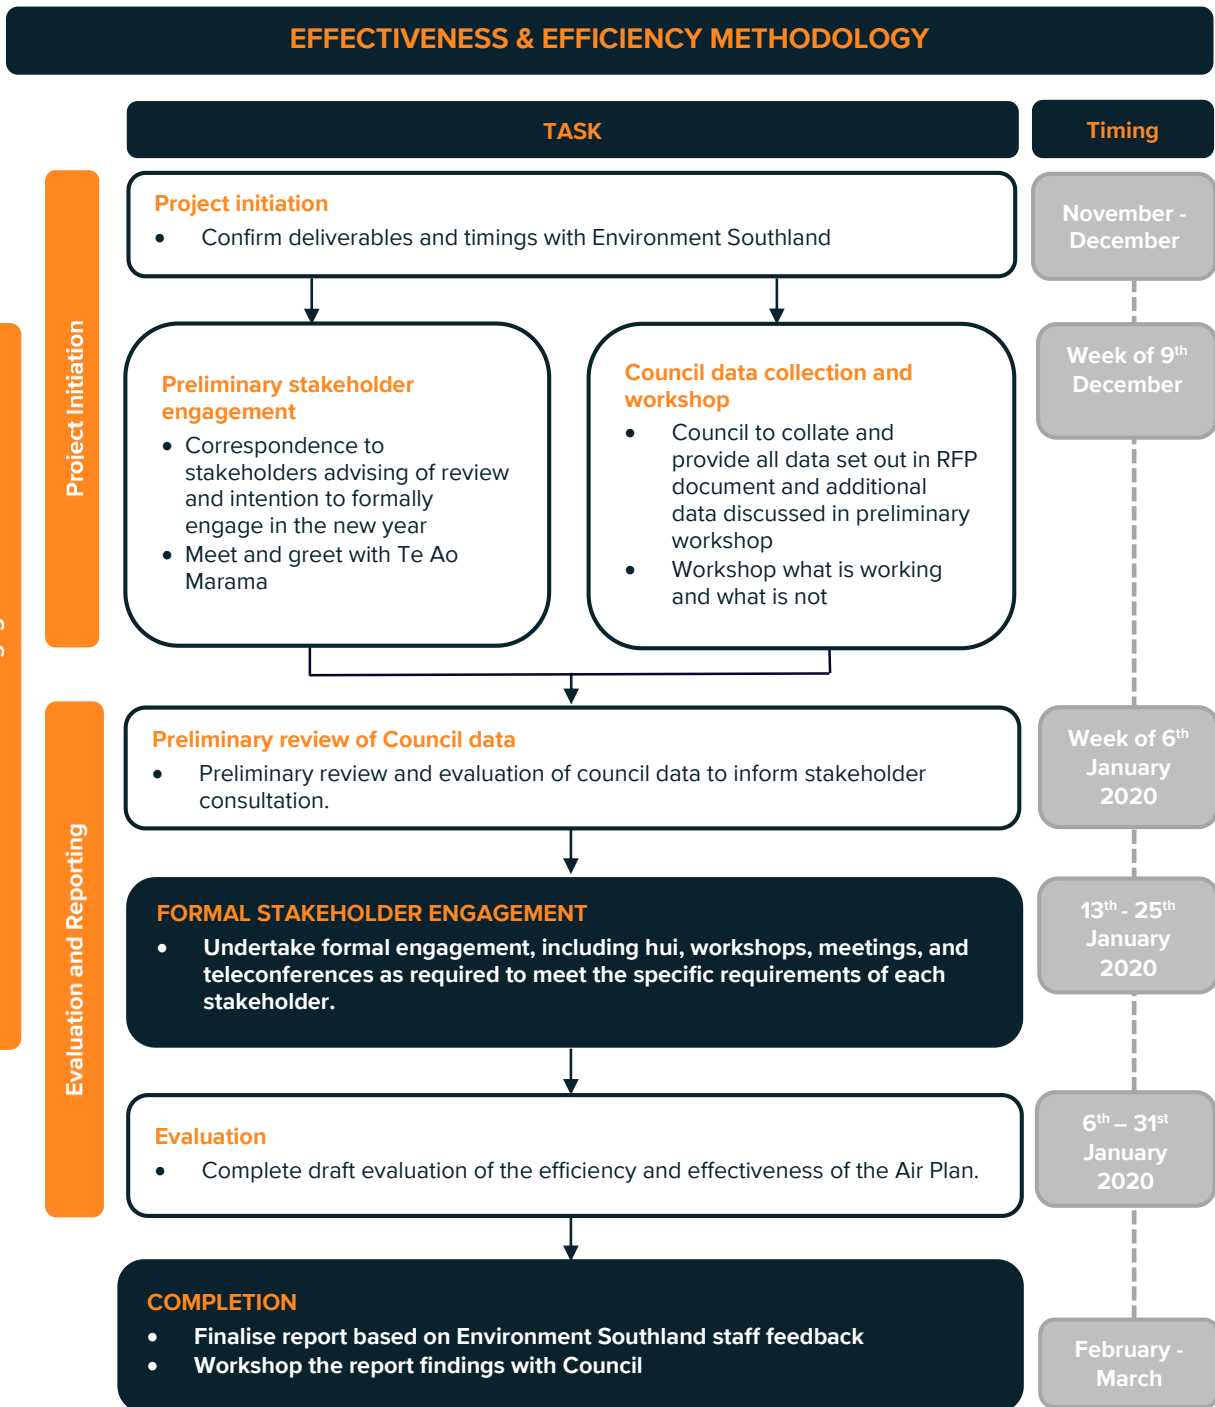 EFFECTIVENESS & EFFICIENCY METHODOLOGY
TASK
Timing
Project Initiation
Project initiation
• Confirm deliverables and timings with Environment Southland
November -
December
Preliminary stakeholder
engagement
• Correspondence to
stakeholders advising of review
and intention to formally
engage in the new year
• Meet and greet with Te Ao
Marama
Council data collection and
workshop
• Council to collate and
provide all data set out in RFP
document and additional
data discussed in preliminary
workshop
• Workshop what is working
and what is not
Week of 9th
December
Evaluation and Reporting
Preliminary review of Council data
• Preliminary review and evaluation of council data to inform stakeholder
consultation.
Week of 6th
January
2020
FORMAL STAKEHOLDER ENGAGEMENT
• Undertake formal engagement, including hui, workshops, meetings, and
teleconferences as required to meet the specific requirements of each
stakeholder.
13th - 25th
January
2020
Evaluation
• Complete draft evaluation of the efficiency and effectiveness of the Air Plan.
6th – 31st
January
2020
COMPLETION
• Finalise report based on Environment Southland staff feedback
• Workshop the report findings with Council
February -
March